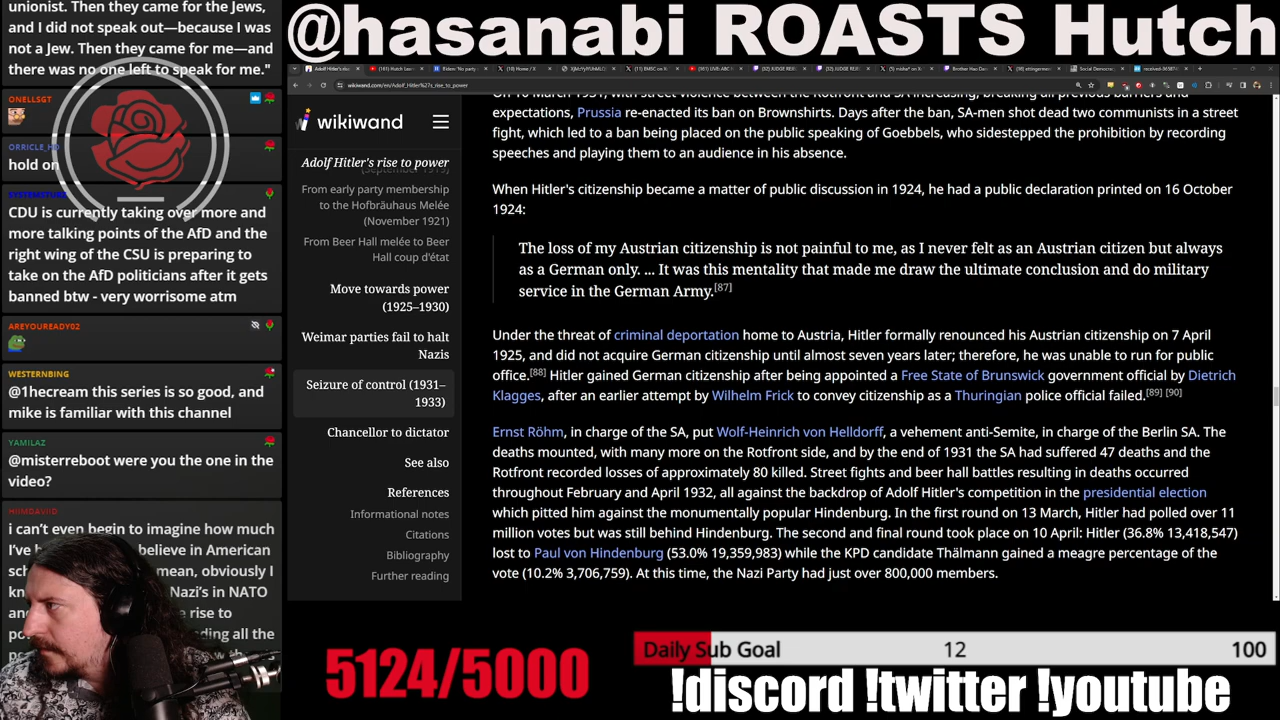 unionist. Then they came for the Jews,
and I did not speak out—because I was
not a Jew. Then they came for me—and
there was no one left to speak for me."
ONELLSGT
ORRICLE_HD
hold on
CDU is currently taking over more and
more talking points of the AfD and the
right wing of the CSU is preparing to
take on the AfD politicians after it gets
banned btw - very worrisome atm
AREYOUREADY02
WESTERNBING
@1hecream this series is so good, and
mike is familiar with this channel
YAMILAZ
@misterreboot were you the one in the
video?
HIIMDAVIID
i can't even begin to imagine how much
I've
believe in American
mean, obviously I
Nazi's in NATO
rise to
ding all the
@hasanabi ROASTS Hutch
wikiwand.com/en/Adolf_Hitler%27s_rise_to_power
wikiwand
Adolf Hitler's rise to power
(September 1919)
From early party membership
to the Hofbräuhaus Melée
(November 1921)
From Beer Hall melée to Beer
Hall coup d'état
Move towards power
(1925–1930)
Weimar parties fail to halt
Nazis
Seizure of control (1931–
1933)
Chancellor to dictator
See also
References
Informational notes
Citations
Bibliography
Further reading
expectations, Prussia re-enacted its ban on Brownshirts. Days after the ban, SA-men shot dead two communists in a street
fight, which led to a ban being placed on the public speaking of Goebbels, who sidestepped the prohibition by recording
speeches and playing them to an audience in his absence.
When Hitler's citizenship became a matter of public discussion in 1924, he had a public declaration printed on 16 October
1924:
The loss of my Austrian citizenship is not painful to me, as I never felt as an Austrian citizen but always
as a German only. ... It was this mentality that made me draw the ultimate conclusion and do military
service in the German Army.[87]
Under the threat of criminal deportation home to Austria, Hitler formally renounced his Austrian citizenship on 7 April
1925, and did not acquire German citizenship until almost seven years later; therefore, he was unable to run for public
office.[88] Hitler gained German citizenship after being appointed a Free State of Brunswick government official by Dietrich
Klagges, after an earlier attempt by Wilhelm Frick to convey citizenship as a Thuringian police official failed.[89] [90]
Ernst Röhm, in charge of the SA, put Wolf-Heinrich von Helldorff, a vehement anti-Semite, in charge of the Berlin SA. The
deaths mounted, with many more on the Rotfront side, and by the end of 1931 the SA had suffered 47 deaths and the
Rotfront recorded losses of approximately 80 killed. Street fights and beer hall battles resulting in deaths occurred
throughout February and April 1932, all against the backdrop of Adolf Hitler's competition in the presidential election
which pitted him against the monumentally popular Hindenburg. In the first round on 13 March, Hitler had polled over 11
million votes but was still behind Hindenburg. The second and final round took place on 10 April: Hitler (36.8% 13,418,547)
lost to Paul von Hindenburg (53.0% 19,359,983) while the KPD candidate Thälmann gained a meagre percentage of the
vote (10.2% 3,706,759). At this time, the Nazi Party had just over 800,000 members.
5124/5000
Daily Sub Goal 12 100
!discord !twitter !youtube